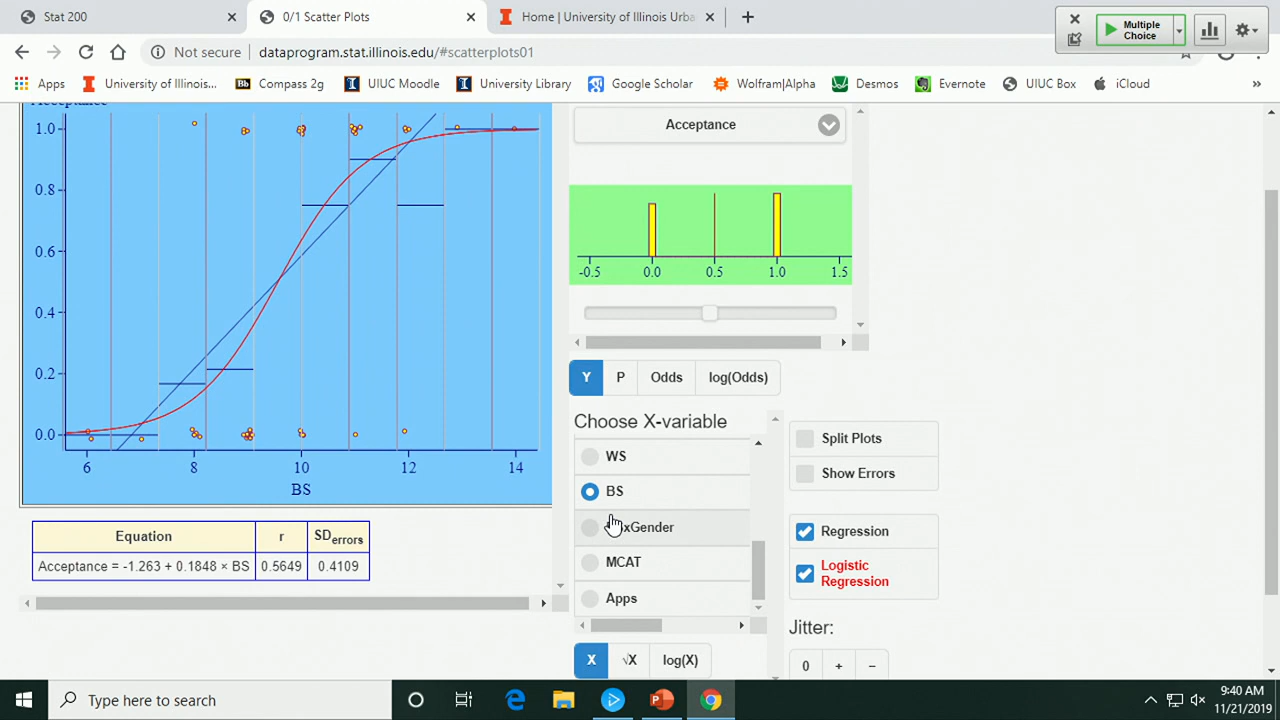 Stat 200
0/1 Scatter Plots
Home | University of Illinois Urba
Multiple Choice
Not secure
dataprogram.stat.illinois.edu/#scatterplots01
Apps
University of Illinois...
Bb
Compass 2g
UIUC Moodle
University Library
Google Scholar
Wolfram|Alpha
Desmos
Evernote
UIUC Box
iCloud
»
Acceptance
1.0
0.8
0.6
0.4
0.2
0.0
6 8 10 12 14
BS
Equation r SDerrors
Acceptance = -1.263 + 0.1848 × BS 0.5649 0.4109
Acceptance
-0.5 0.0 0.5 1.0 1.5
Y P Odds log(Odds)
Choose X-variable
WS
BS
xGender
MCAT
Apps
X √X log(X)
Split Plots
Show Errors
Regression
Logistic
Regression
Jitter:
0 + −
Type here to search
9:40 AM
11/21/2019